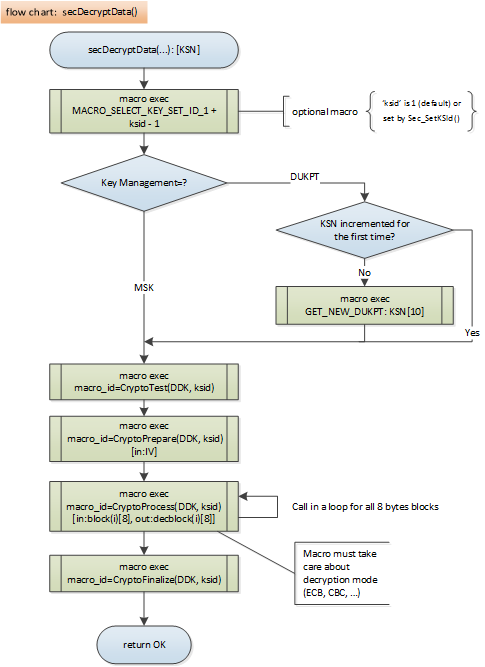 flow chart: secDecryptData()
secDecryptData(...): [KSN]
macro exec
MACRO_SELECT_KEY_SET_ID_1 +
ksid - 1
optional macro
'ksid' is 1 (default) or
set by Sec_SetKSId()
Key Management=?
DUKPT
KSN incremented for
the first time?
No
macro exec
GET_NEW_DUKPT: KSN[10]
MSK
Yes
macro exec
macro_id=CryptoTest(DDK, ksid)
macro exec
macro_id=CryptoPrepare(DDK, ksid)
[in:IV]
macro exec
macro_id=CryptoProcess(DDK, ksid)
[in:block(i)[8], out:decblock(i)[8]]
Call in a loop for all 8 bytes blocks
Macro must take
care about
decryption mode
(ECB, CBC, ...)
macro exec
macro_id=CryptoFinalize(DDK, ksid)
return OK